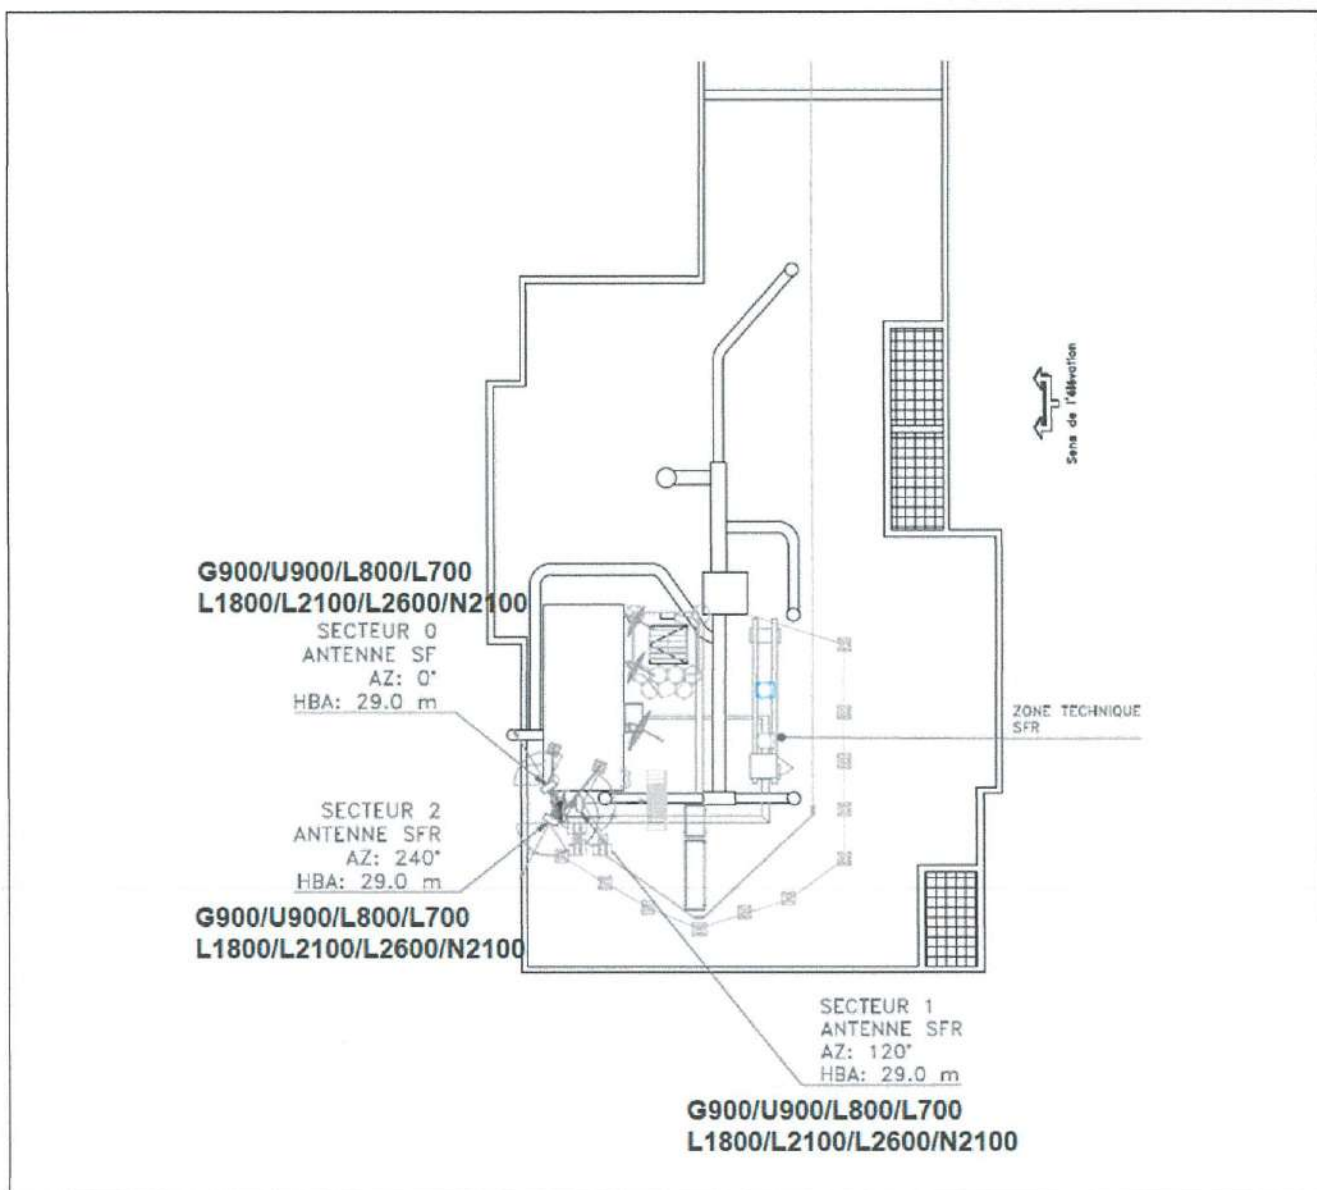 Sens de l'élévation
G900/U900/L800/L700
L1800/L2100/L2600/N2100
SECTEUR 0
ANTENNE SF
AZ: 0°
HBA: 29.0 m
ZONE TECHNIQUE
SFR
SECTEUR 2
ANTENNE SFR
AZ: 240°
HBA: 29.0 m
G900/U900/L800/L700
L1800/L2100/L2600/N2100
SECTEUR 1
ANTENNE SFR
AZ: 120°
HBA: 29.0 m
G900/U900/L800/L700
L1800/L2100/L2600/N2100